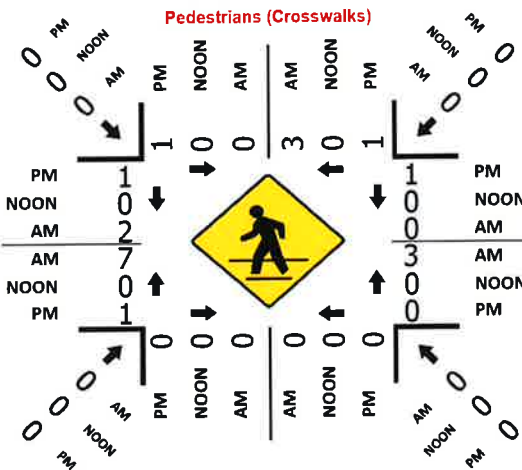 Pedestrians (Crosswalks)
PM NOON AM
0 0 0
PM NOON AM AM NOON PM
1 0 0 3 0 1
PM NOON AM
0 0 0
PM 1 1 PM
NOON 0 0 NOON
AM 2 0 AM
AM 7 3 AM
NOON 0 0 NOON
PM 1 0 PM
0 0 0 0 0 0
PM NOON AM AM NOON PM
0 0 0
AM NOON PM
0 0 0
AM NOON PM